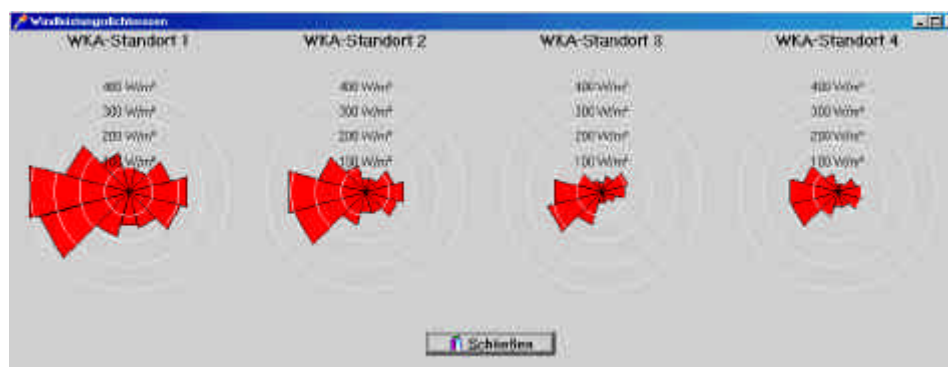 Windleistungsdichterosen
WKA-Standort 1
WKA-Standort 2
WKA-Standort 3
WKA-Standort 4
400 W/m²
300 W/m²
200 W/m²
100 W/m²
400 W/m²
300 W/m²
200 W/m²
100 W/m²
400 W/m²
300 W/m²
200 W/m²
100 W/m²
400 W/m²
300 W/m²
200 W/m²
100 W/m²
Schließen